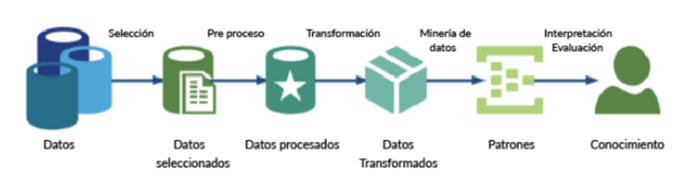 Selección
Pre proceso
Transformación
Minería de
datos
Interpretación
Evaluación
Datos
Datos
seleccionados
Datos procesados
Datos
Transformados
Patrones
Conocimiento